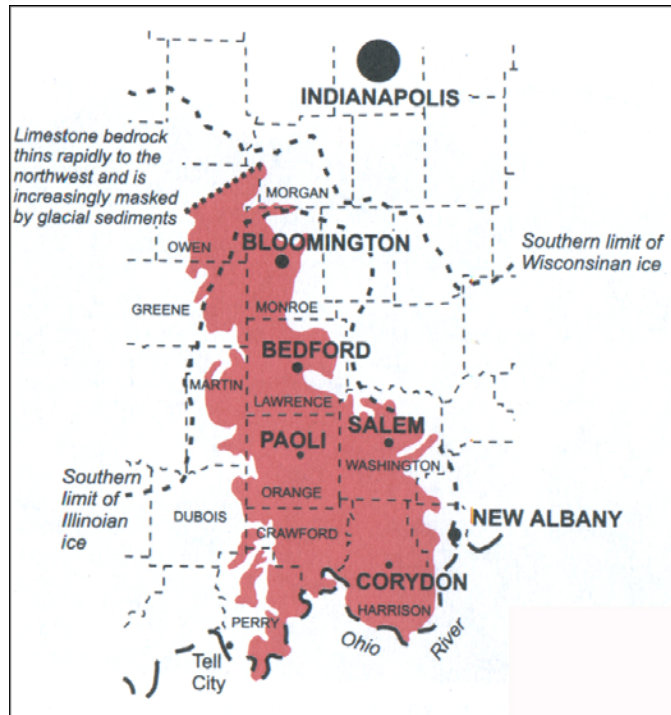 INDIANAPOLIS
Limestone bedrock
thins rapidly to the
northwest and is
increasingly masked
by glacial sediments
MORGAN
OWEN
BLOOMINGTON
Southern limit of
Wisconsinan ice
GREENE
MONROE
BEDFORD
MARTIN
LAWRENCE
PAOLI
SALEM
WASHINGTON
Southern
limit of
Illinoian
ice
ORANGE
DUBOIS
NEW ALBANY
CRAWFORD
CORYDON
HARRISON
PERRY
Ohio
River
Tell
City